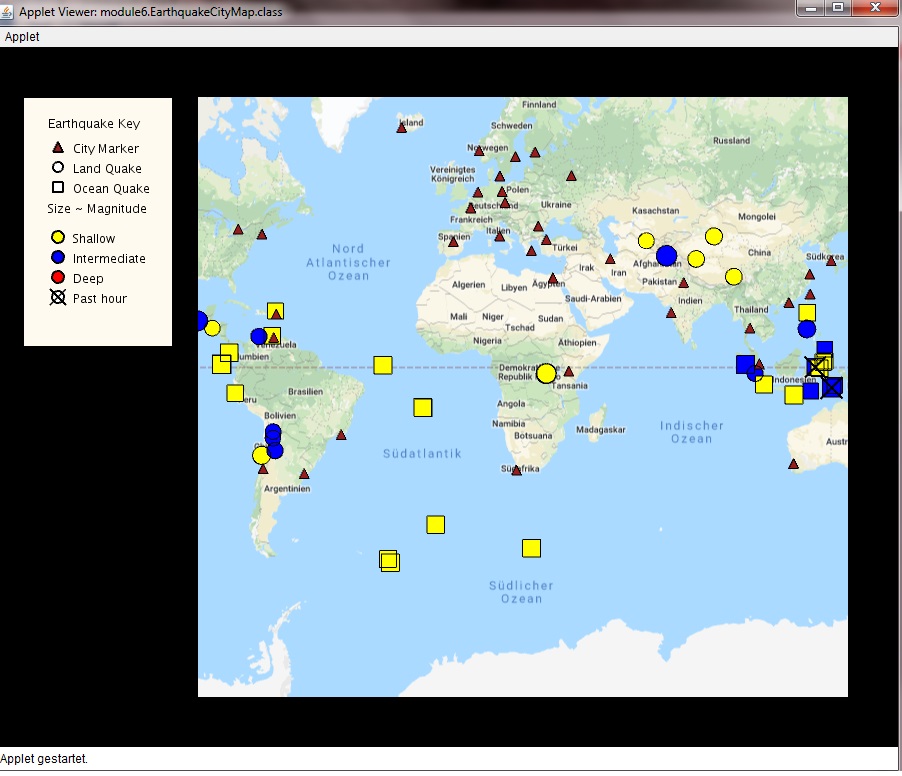 Applet Viewer: module6.EarthquakeCityMap.class
Applet
Earthquake Key
City Marker
Land Quake
Ocean Quake
Size ~ Magnitude
Shallow
Intermediate
Deep
Past hour
Finnland
Island
Schweden
Russland
Norwegen
Vereinigtes
Königreich
Polen
Deutschland
Ukraine
Kasachstan
Mongolei
Frankreich
Italien
Spanien
Türkei
Nord
Atlantischer
Ozean
China
Südkorea
Irak
Iran
Afghanistan
Pakistan
Algerien
Libyen
Ägypten
Saudi-Arabien
Indien
Mali
Niger
Sudan
Tschad
Thailand
Nigeria
Äthiopien
Venezuela
Kolumbien
Demokratische
Republik Kongo
Tansania
Indonesien
Peru
Brasilien
Angola
Bolivien
Namibia
Botsuana
Madagaskar
Indischer
Ozean
Austr
Chile
Südatlantik
Südafrika
Argentinien
Südlicher
Ozean
Applet gestartet.